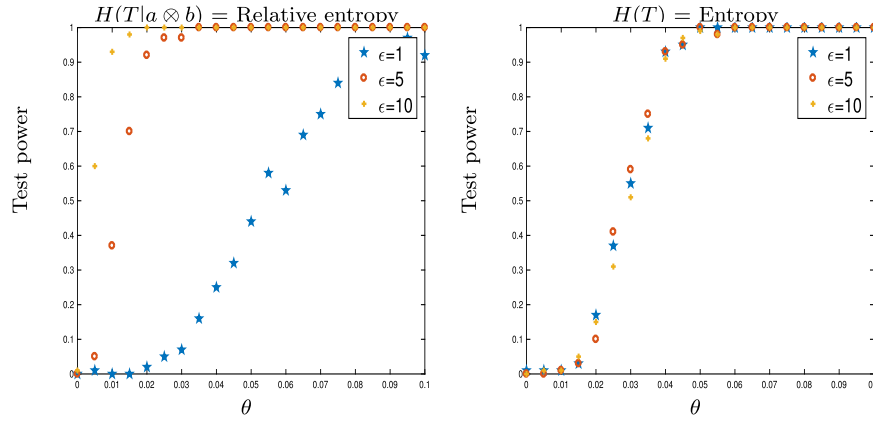 H(T|a ⊗ b) = Relative entropy
Test power
1
0.9
0.8
0.7
0.6
0.5
0.4
0.3
0.2
0.1
0
0 0.01 0.02 0.03 0.04 0.05 0.06 0.07 0.08 0.09 0.1
θ
ϵ=1
ϵ=5
ϵ=10
H(T) = Entropy
Test power
1
0.9
0.8
0.7
0.6
0.5
0.4
0.3
0.2
0.1
0
0 0.01 0.02 0.03 0.04 0.05 0.06 0.07 0.08 0.09
θ
ϵ=1
ϵ=5
ϵ=10